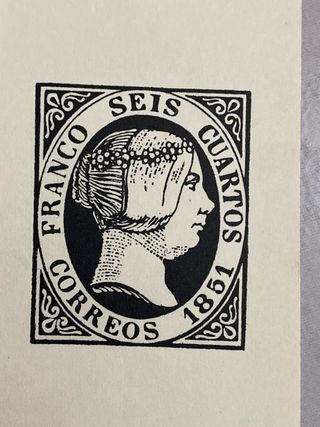 FRANCO SEIS CUARTOS
CORREOS 1851